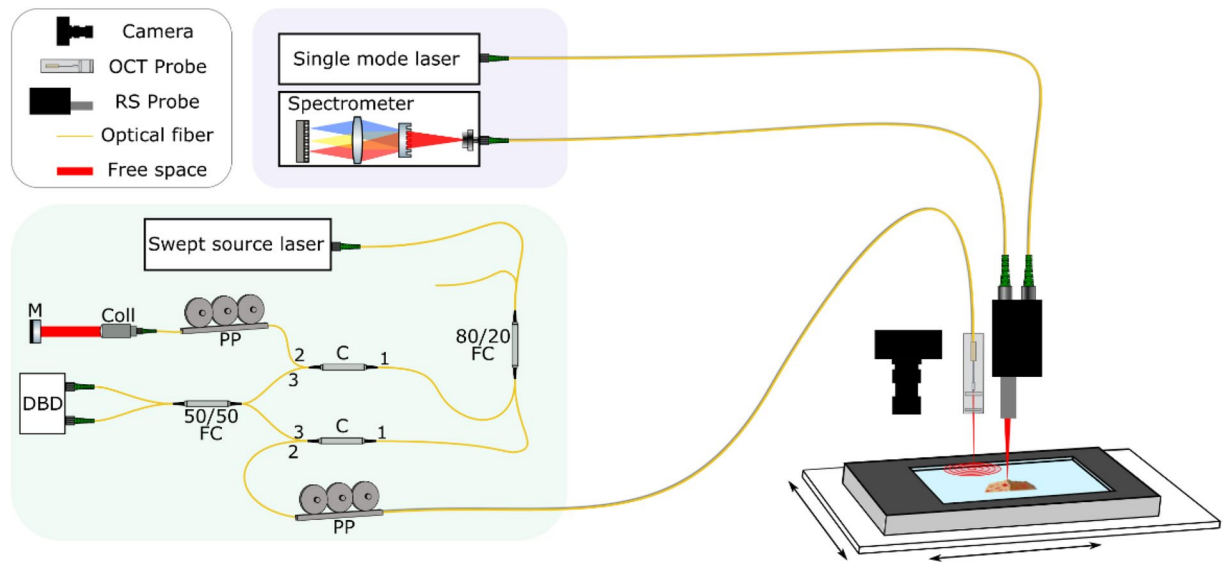 Camera
OCT Probe
RS Probe
Optical fiber
Free space
Single mode laser
Spectrometer
Swept source laser
M
Coll
PP
80/20
FC
2
C
1
3
DBD
50/50
FC
3
C
1
2
PP